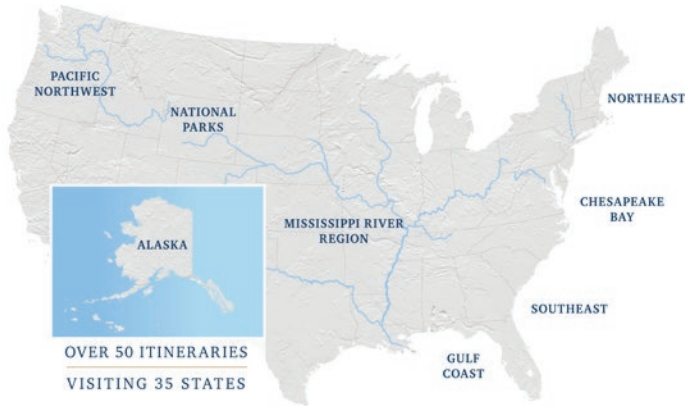 PACIFIC
NORTHWEST
NATIONAL
PARKS
NORTHEAST
CHESAPEAKE
BAY
MISSISSIPPI RIVER
REGION
ALASKA
SOUTHEAST
GULF
COAST
OVER 50 ITINERARIES
VISITING 35 STATES